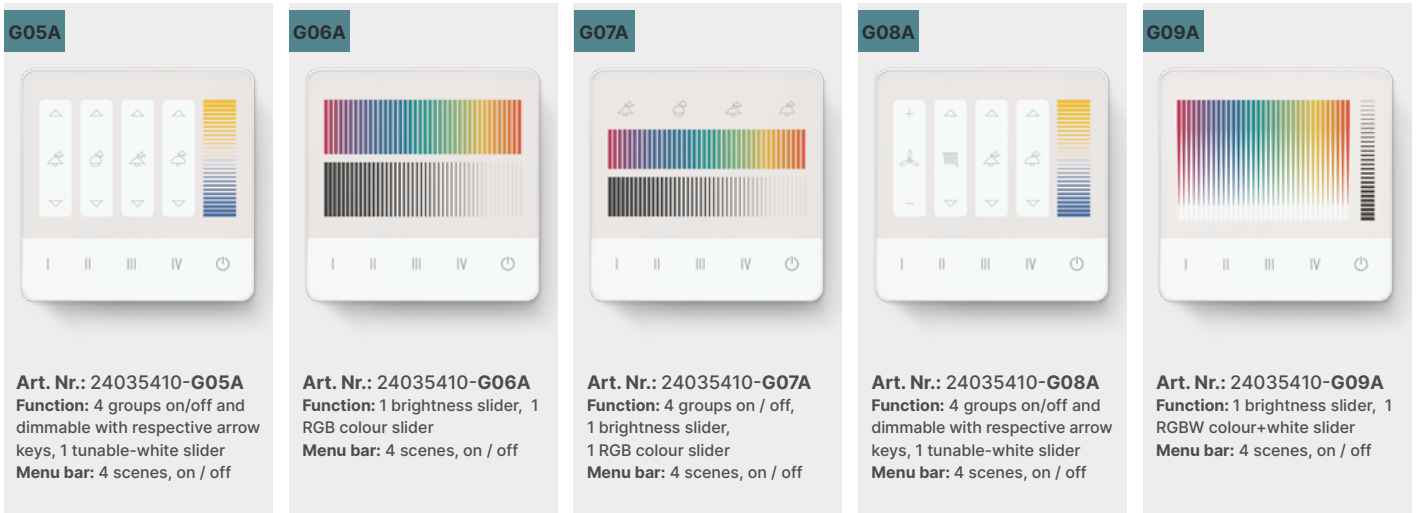 G05A
I II III IV
Art. Nr.: 24035410-G05A
Function: 4 groups on/off and
dimmable with respective arrow
keys, 1 tunable-white slider
Menu bar: 4 scenes, on / off
G06A
I II III IV
Art. Nr.: 24035410-G06A
Function: 1 brightness slider,  1
RGB colour slider
Menu bar: 4 scenes, on / off
G07A
I II III IV
Art. Nr.: 24035410-G07A
Function: 4 groups on / off,
1 brightness slider,
1 RGB colour slider
Menu bar: 4 scenes, on / off
G08A
+
−
I II III IV
Art. Nr.: 24035410-G08A
Function: 4 groups on/off and
dimmable with respective arrow
keys, 1 tunable-white slider
Menu bar: 4 scenes, on / off
G09A
I II III IV
Art. Nr.: 24035410-G09A
Function: 1 brightness slider,  1
RGBW colour+white slider
Menu bar: 4 scenes, on / off